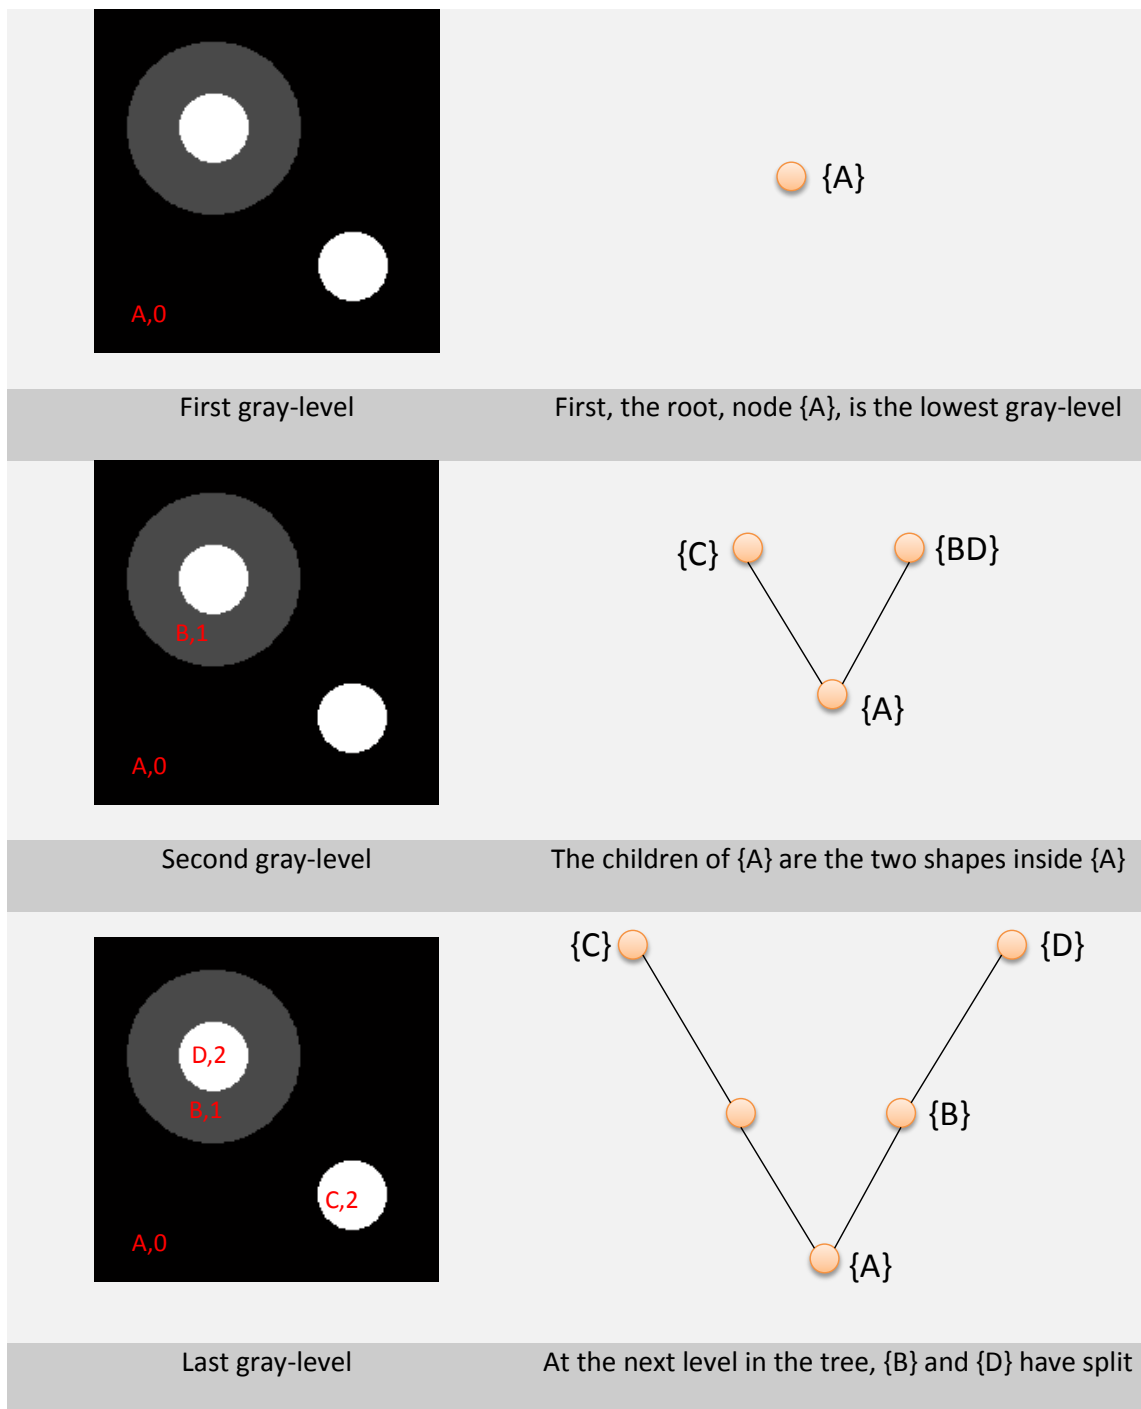 A,0
{A}
First gray-level
First, the root, node {A}, is the lowest gray-level
{C}
{BD}
B,1
{A}
A,0
Second gray-level
The children of {A} are the two shapes inside {A}
{C}
{D}
D,2
B,1
{B}
C,2
A,0
{A}
Last gray-level
At the next level in the tree, {B} and {D} have split